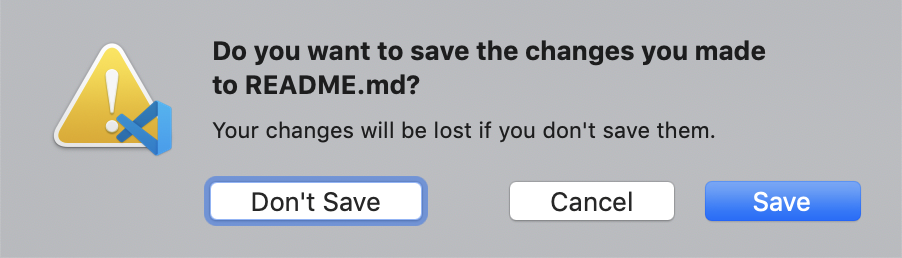 Do you want to save the changes you made
to README.md?
Your changes will be lost if you don't save them.
Don't Save
Cancel
Save